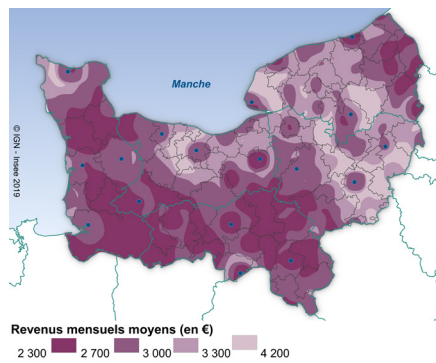 Manche
© IGN - Insee 2019
Revenus mensuels moyens (en €)
2 300 2 700 3 000 3 300 4 200